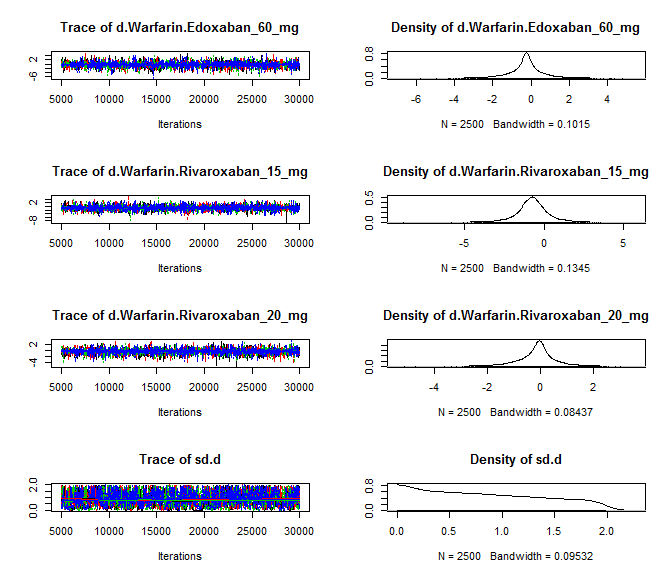 Trace of d.Warfarin.Edoxaban_60_mg
2
-6
5000 10000 15000 20000 25000 30000
Iterations
Density of d.Warfarin.Edoxaban_60_mg
0.8
0.0
-6 -4 -2 0 2 4
N = 2500 Bandwidth = 0.1015
Trace of d.Warfarin.Rivaroxaban_15_mg
2
-8
5000 10000 15000 20000 25000 30000
Iterations
Density of d.Warfarin.Rivaroxaban_15_mg
0.5
0.0
-5 0 5
N = 2500 Bandwidth = 0.1345
Trace of d.Warfarin.Rivaroxaban_20_mg
2
-4
5000 10000 15000 20000 25000 30000
Iterations
Density of d.Warfarin.Rivaroxaban_20_mg
0.0
-4 -2 0 2
N = 2500 Bandwidth = 0.08437
Trace of sd.d
2.0
0.0
5000 10000 15000 20000 25000 30000
Iterations
Density of sd.d
0.8
0.0
0.0 0.5 1.0 1.5 2.0
N = 2500 Bandwidth = 0.09532